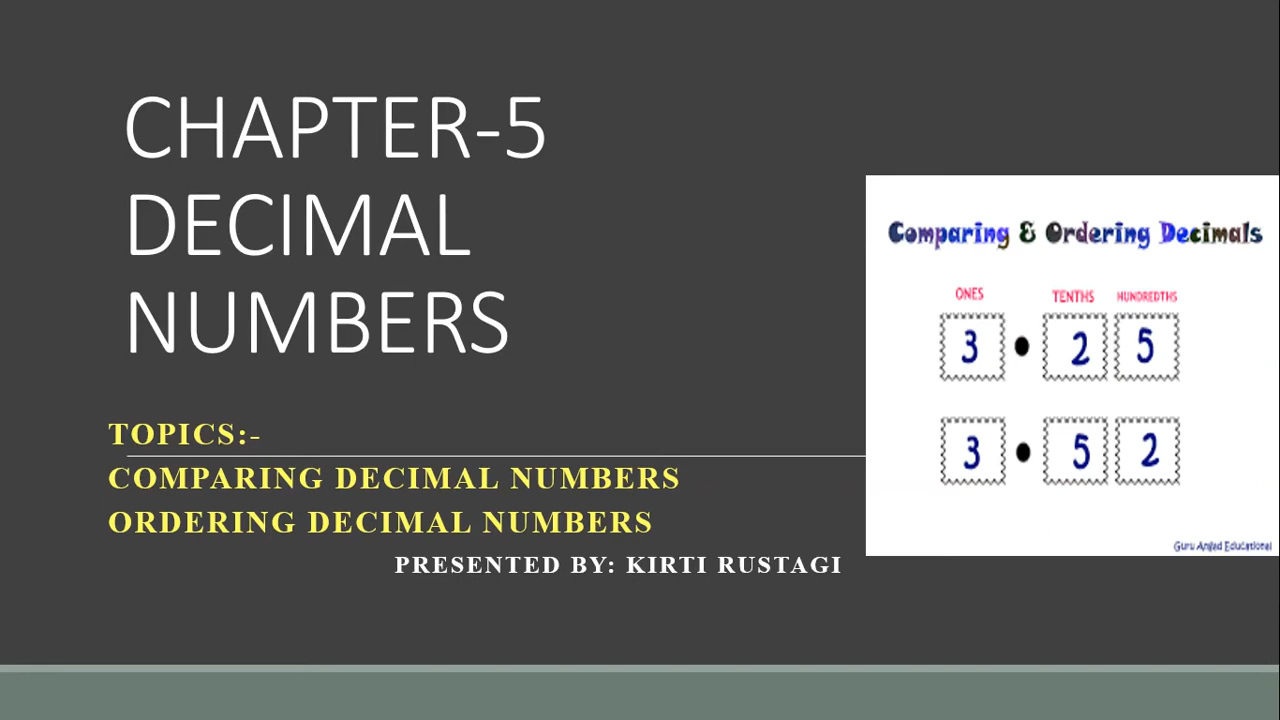 CHAPTER-5
DECIMAL
NUMBERS
TOPICS:-
COMPARING DECIMAL NUMBERS
ORDERING DECIMAL NUMBERS
PRESENTED BY: KIRTI RUSTAGI
Comparing & Ordering Decimals
ONES TENTHS HUNDREDTHS
3 . 2 5
3 . 5 2
Guru Angad Educational